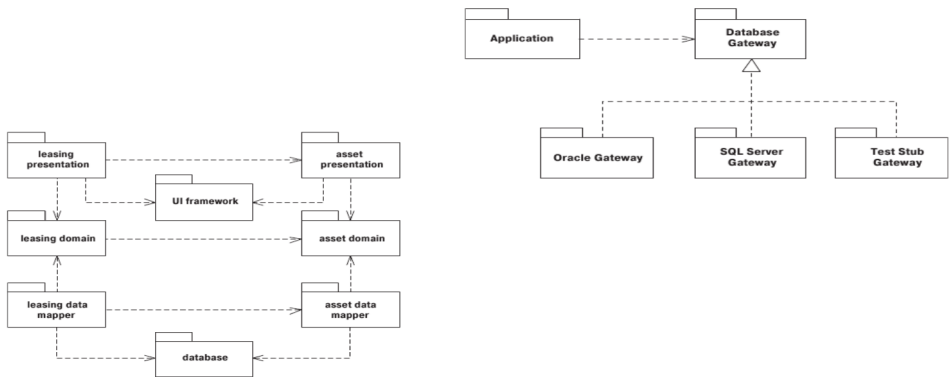 Application
Database
Gateway
Oracle Gateway
SQL Server
Gateway
Test Stub
Gateway
leasing
presentation
asset
presentation
UI framework
leasing domain
asset domain
leasing data
mapper
asset data
mapper
database